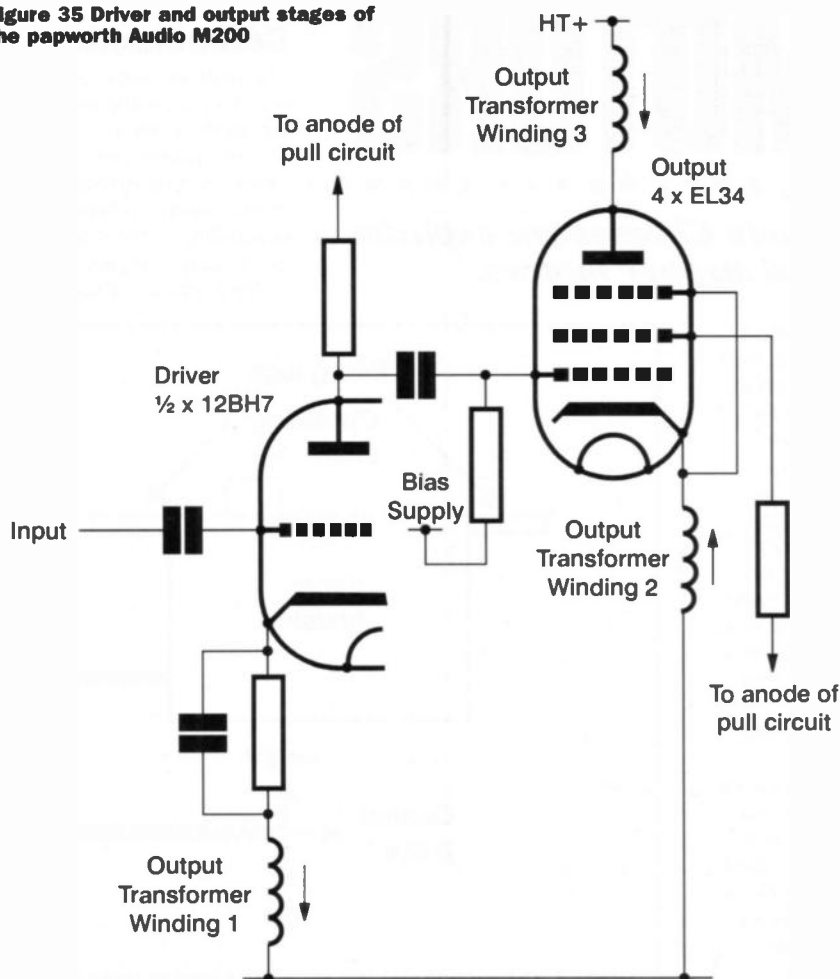 igure 35 Driver and output stages of
he papworth Audio M200
HT+
Output
Transformer
Winding 3
To anode of
pull circuit
Output
4 x EL34
Driver
½ x 12BH7
Bias
Supply
Input
Output
Transformer
Winding 2
To anode of
pull circuit
Output
Transformer
Winding 1